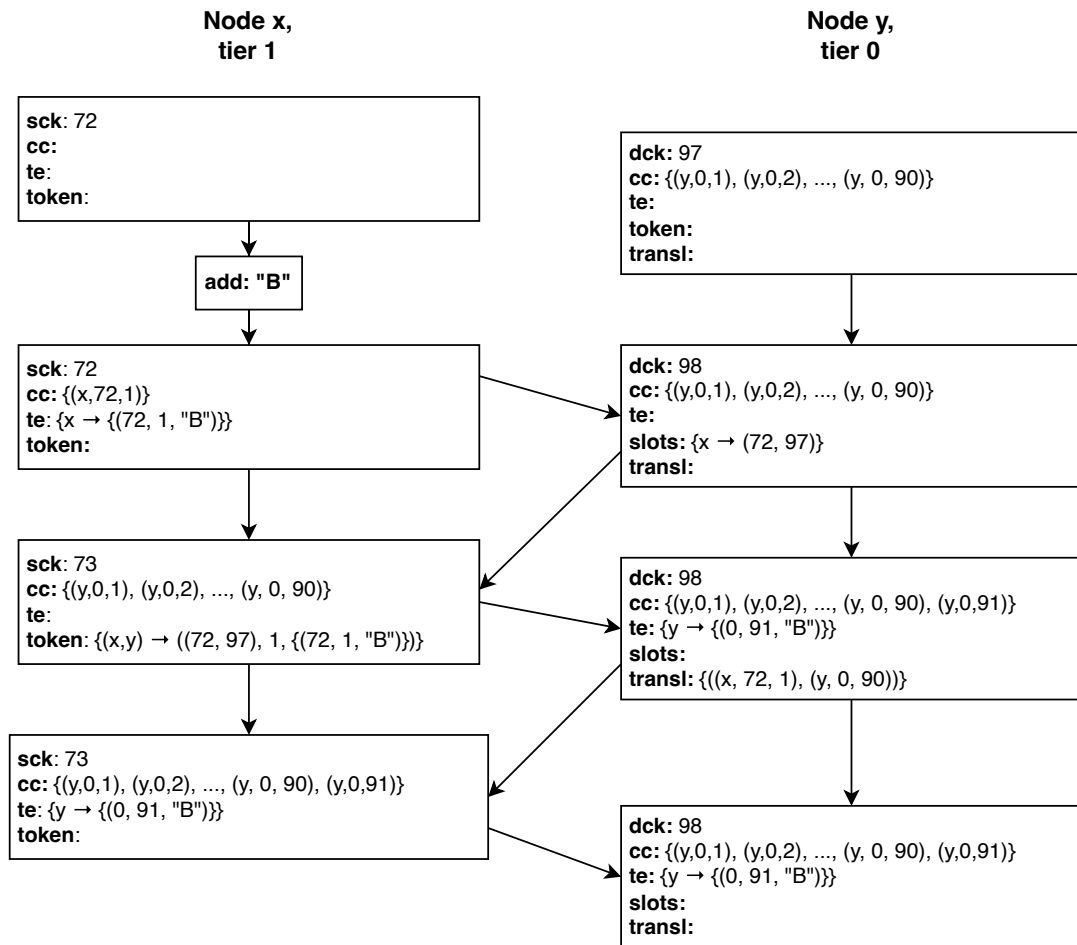 Node x,
tier 1
sck: 72
cc:
te:
token:
add: "B"
sck: 72
cc: {(x,72,1)}
te: {x → {(72, 1, "B")}}
token:
sck: 73
cc: {(y,0,1), (y,0,2), ..., (y, 0, 90)}
te:
token: {(x,y) → ((72, 97), 1, {(72, 1, "B")})}
sck: 73
cc: {(y,0,1), (y,0,2), ..., (y, 0, 90), (y,0,91)}
te: {y → {(0, 91, "B")}}
token:
Node y,
tier 0
dck: 97
cc: {(y,0,1), (y,0,2), ..., (y, 0, 90)}
te:
token:
transl:
dck: 98
cc: {(y,0,1), (y,0,2), ..., (y, 0, 90)}
te:
slots: {x → (72, 97)}
transl:
dck: 98
cc: {(y,0,1), (y,0,2), ..., (y, 0, 90), (y,0,91)}
te: {y → {(0, 91, "B")}}
slots:
transl: {((x, 72, 1), (y, 0, 90))}
dck: 98
cc: {(y,0,1), (y,0,2), ..., (y, 0, 90), (y,0,91)}
te: {y → {(0, 91, "B")}}
slots:
transl: